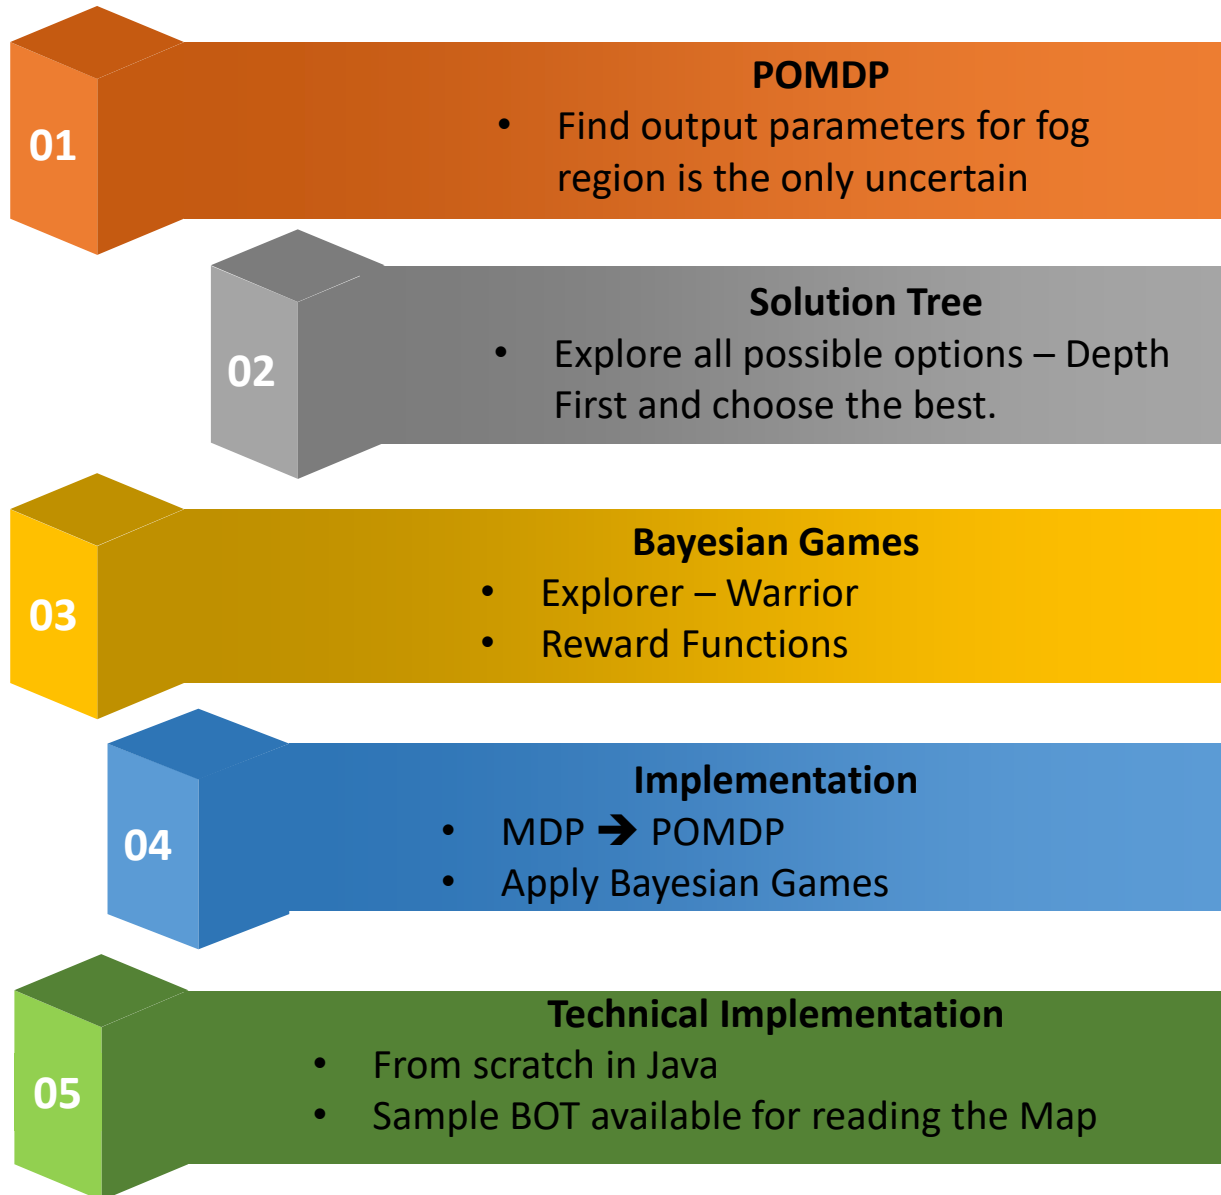 01
POMDP
• Find output parameters for fog
region is the only uncertain
02
Solution Tree
• Explore all possible options – Depth
First and choose the best.
03
Bayesian Games
• Explorer – Warrior
• Reward Functions
04
Implementation
• MDP 🡺 POMDP
• Apply Bayesian Games
05
Technical Implementation
• From scratch in Java
• Sample BOT available for reading the Map